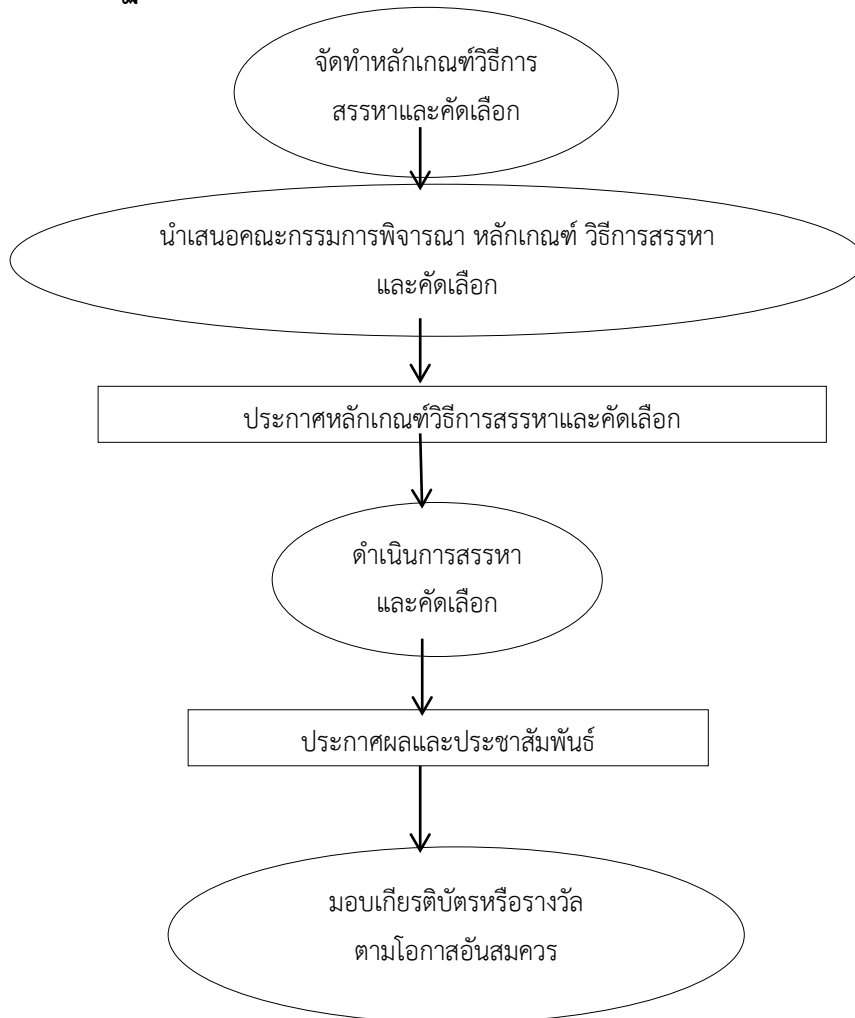 จัดทำหลักเกณฑ์วิธีการ
สรรหาและคัดเลือก
นำเสนอคณะกรรมการพิจารณา หลักเกณฑ์ วิธีการสรรหา
และคัดเลือก
ประกาศหลักเกณฑ์วิธีการสรรหาและคัดเลือก
ดำเนินการสรรหา
และคัดเลือก
ประกาศผลและประชาสัมพันธ์
มอบเกียรติบัตรหรือรางวัล
ตามโอกาสอันสมควร